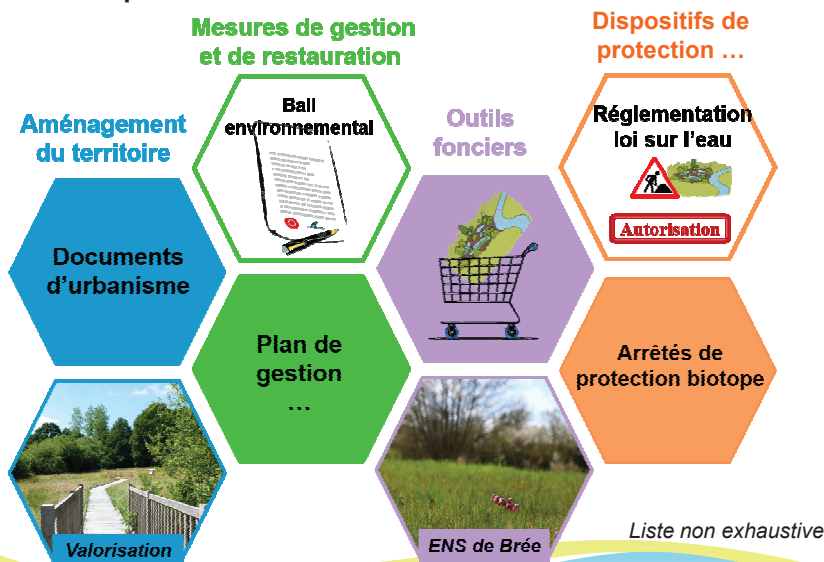 Mesures de gestion
et de restauration
Dispositifs de
protection ...
Aménagement
du territoire
Bail
environnemental
Outils
fonciers
Réglementation
loi sur l'eau
Autorisation
Documents
d'urbanisme
Plan de
gestion
...
Arrêtés de
protection biotope
Valorisation
ENS de Brée
Liste non exhaustive